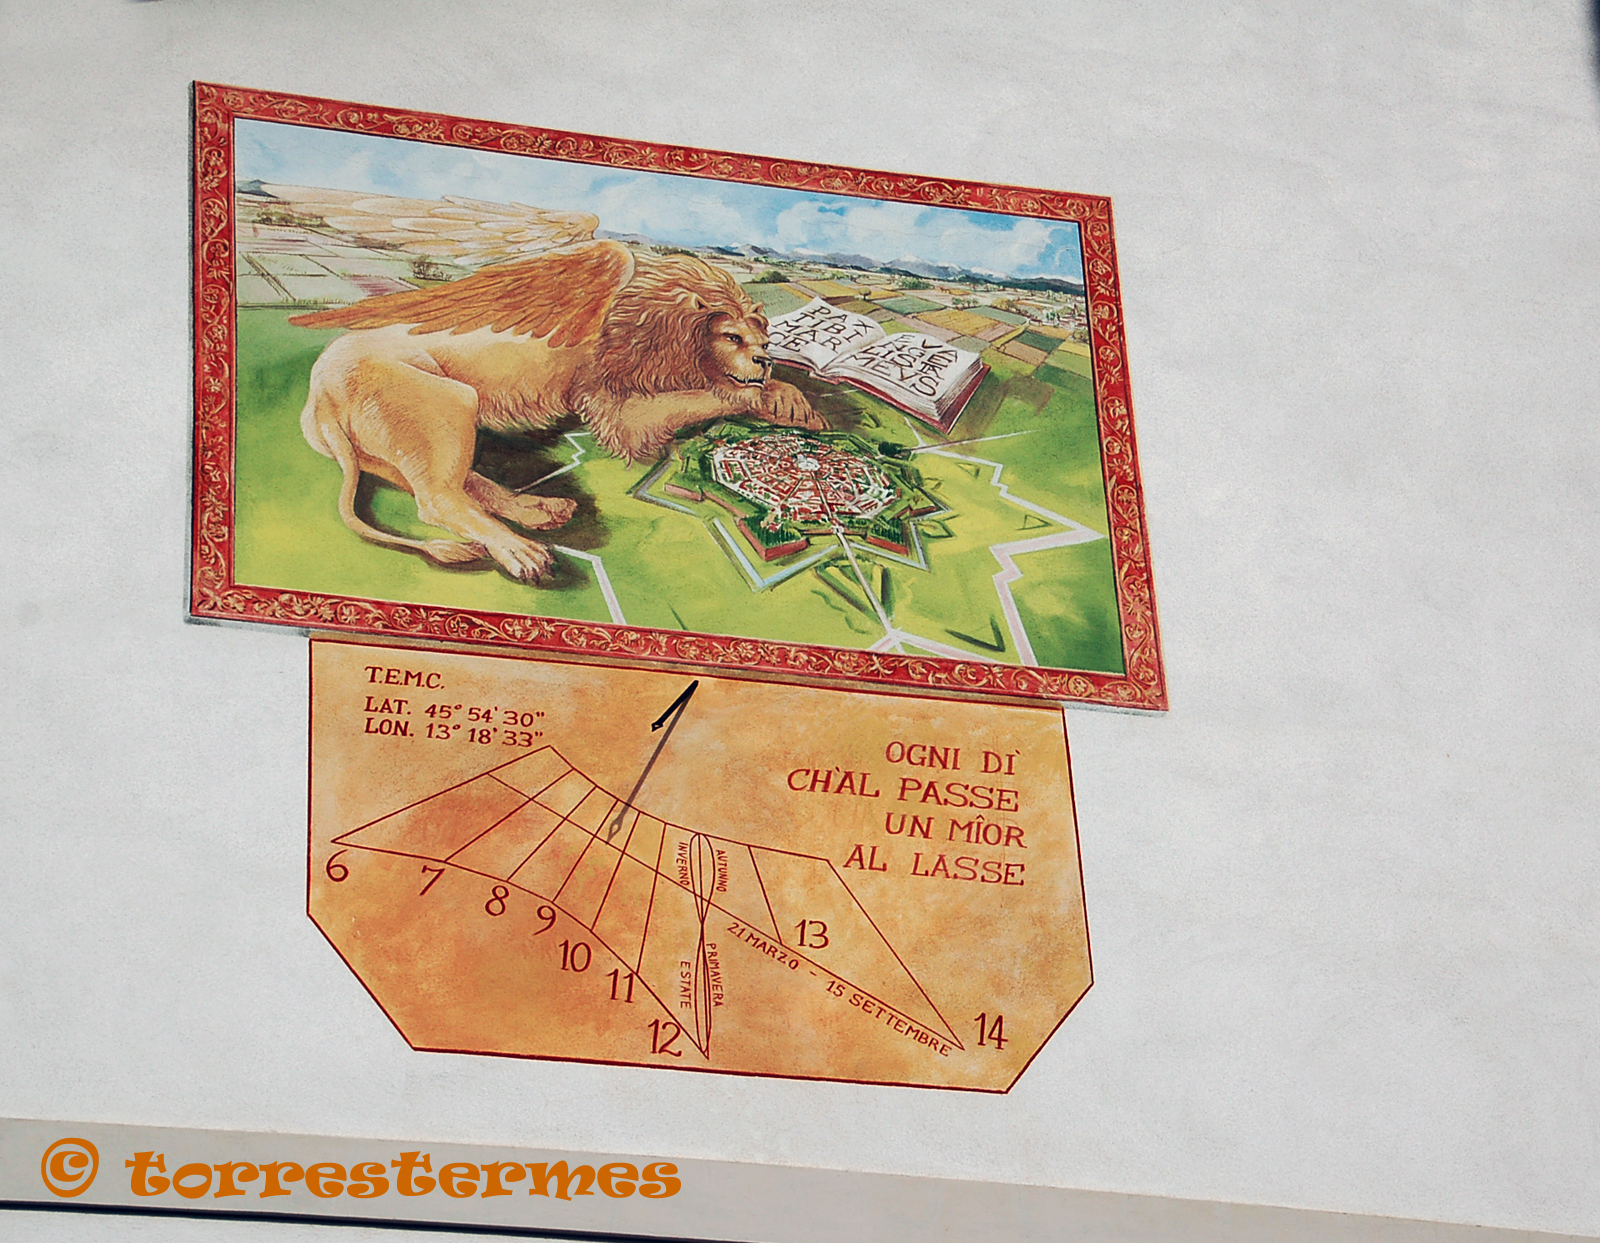 PAX
TIBI
MAR
CE
EVA
NGE
LISTA
MEVS
T.E.M.C.
LAT. 45° 54' 30"
LON. 13° 18' 33"
OGNI DÌ
CH'AL PASSE
UN MÎOR
AL LASSE
6
7
8
9
10
11
12
13
14
INVERNO
AUTUNNO
PRIMAVERA
ESTATE
21 MARZO - 15 SETTEMBRE
© torrestermes